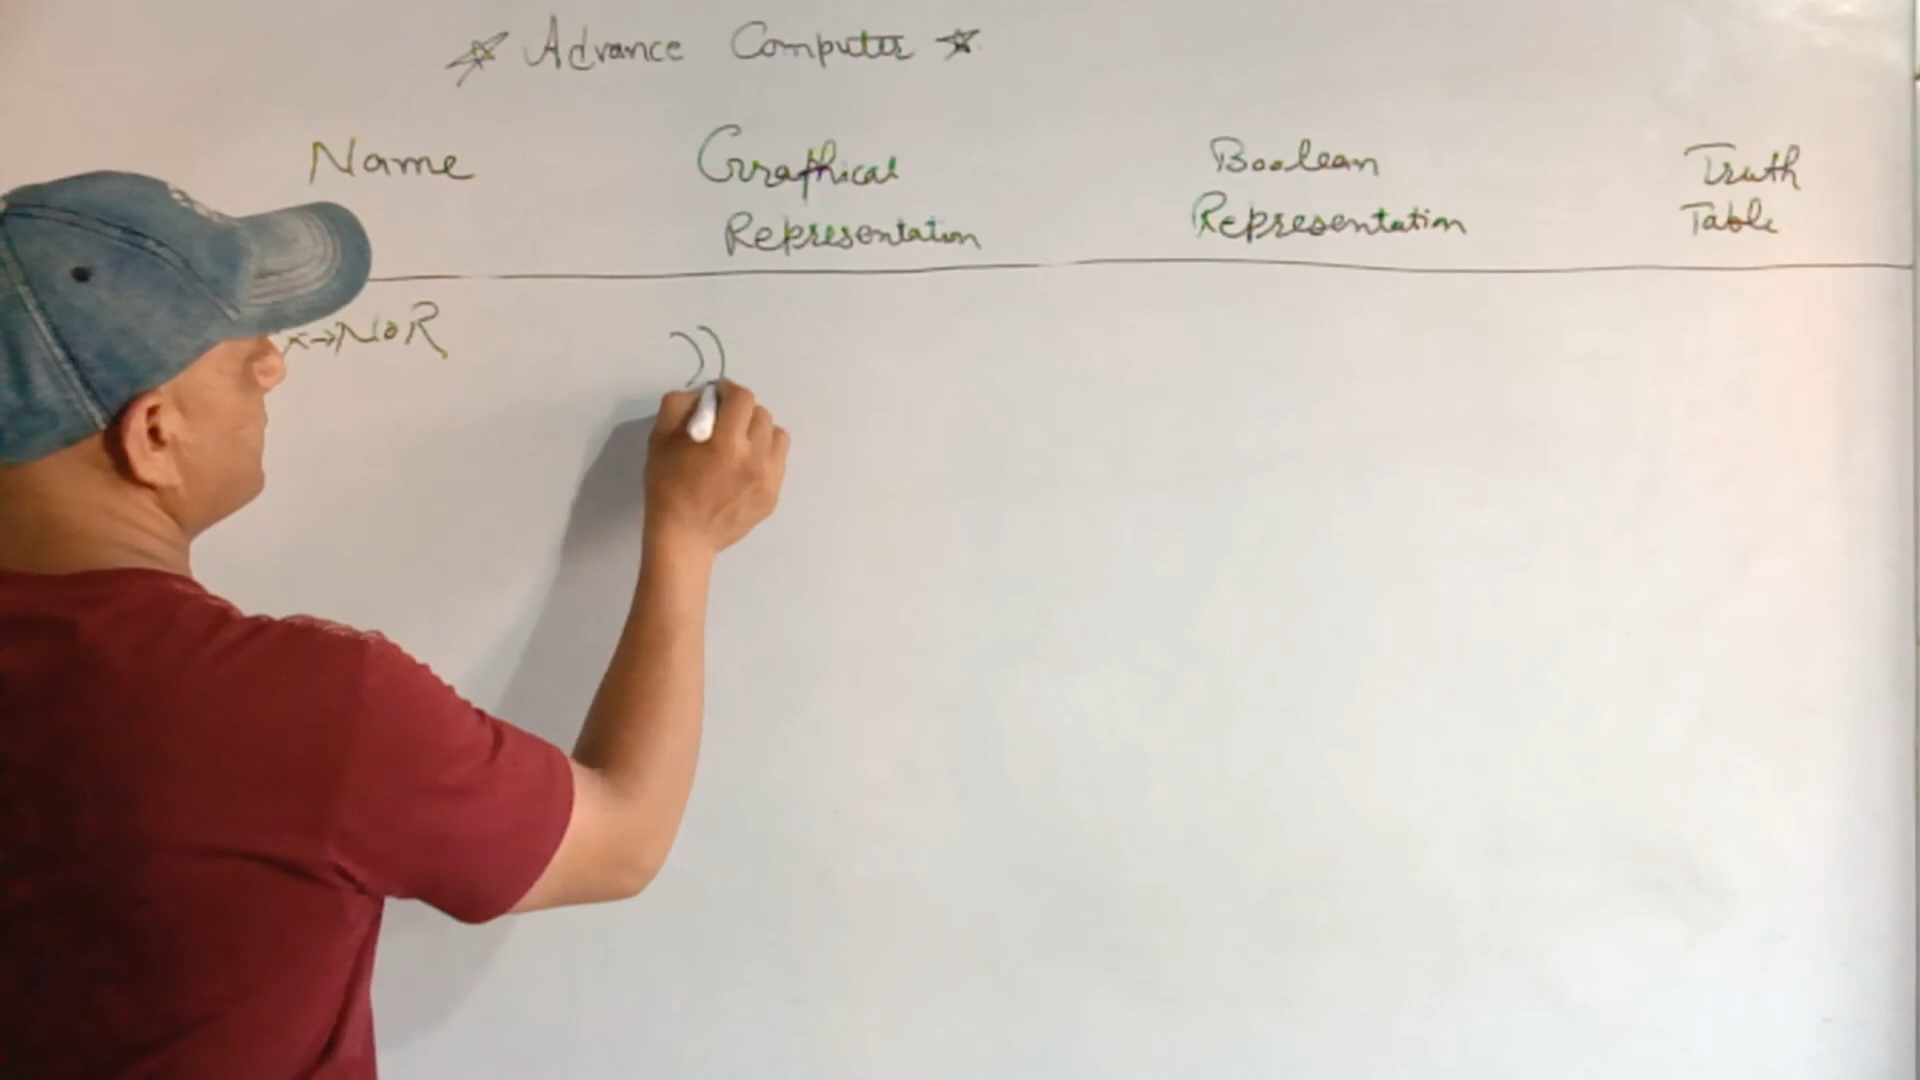 ☆ Advance Computer ☆
Name Graphical Representation Boolean Representation Truth Table
x→NOR